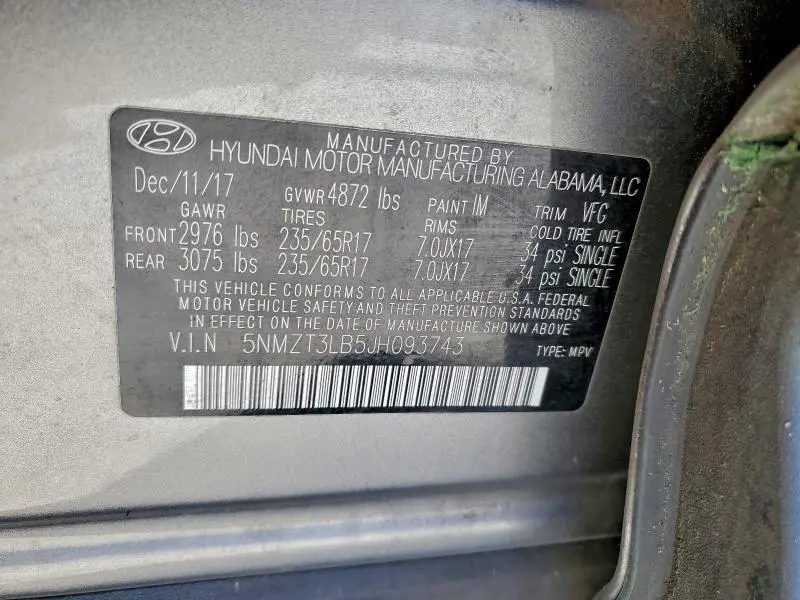 MANUFACTURED BY
HYUNDAI MOTOR MANUFACTURING ALABAMA, LLC
Dec/11/17 GVWR 4872 lbs PAINT IM TRIM VFC
GAWR TIRES RIMS COLD TIRE INFL
FRONT 2976 lbs 235/65R17 7.0JX17 34 psi SINGLE
REAR 3075 lbs 235/65R17 7.0JX17 34 psi SINGLE
THIS VEHICLE CONFORMS TO ALL APPLICABLE U.S.A. FEDERAL
MOTOR VEHICLE SAFETY AND THEFT PREVENTION STANDARDS
IN EFFECT ON THE DATE OF MANUFACTURE SHOWN ABOVE
V.I.N 5NMZT3LB5JH093743 TYPE: MPV